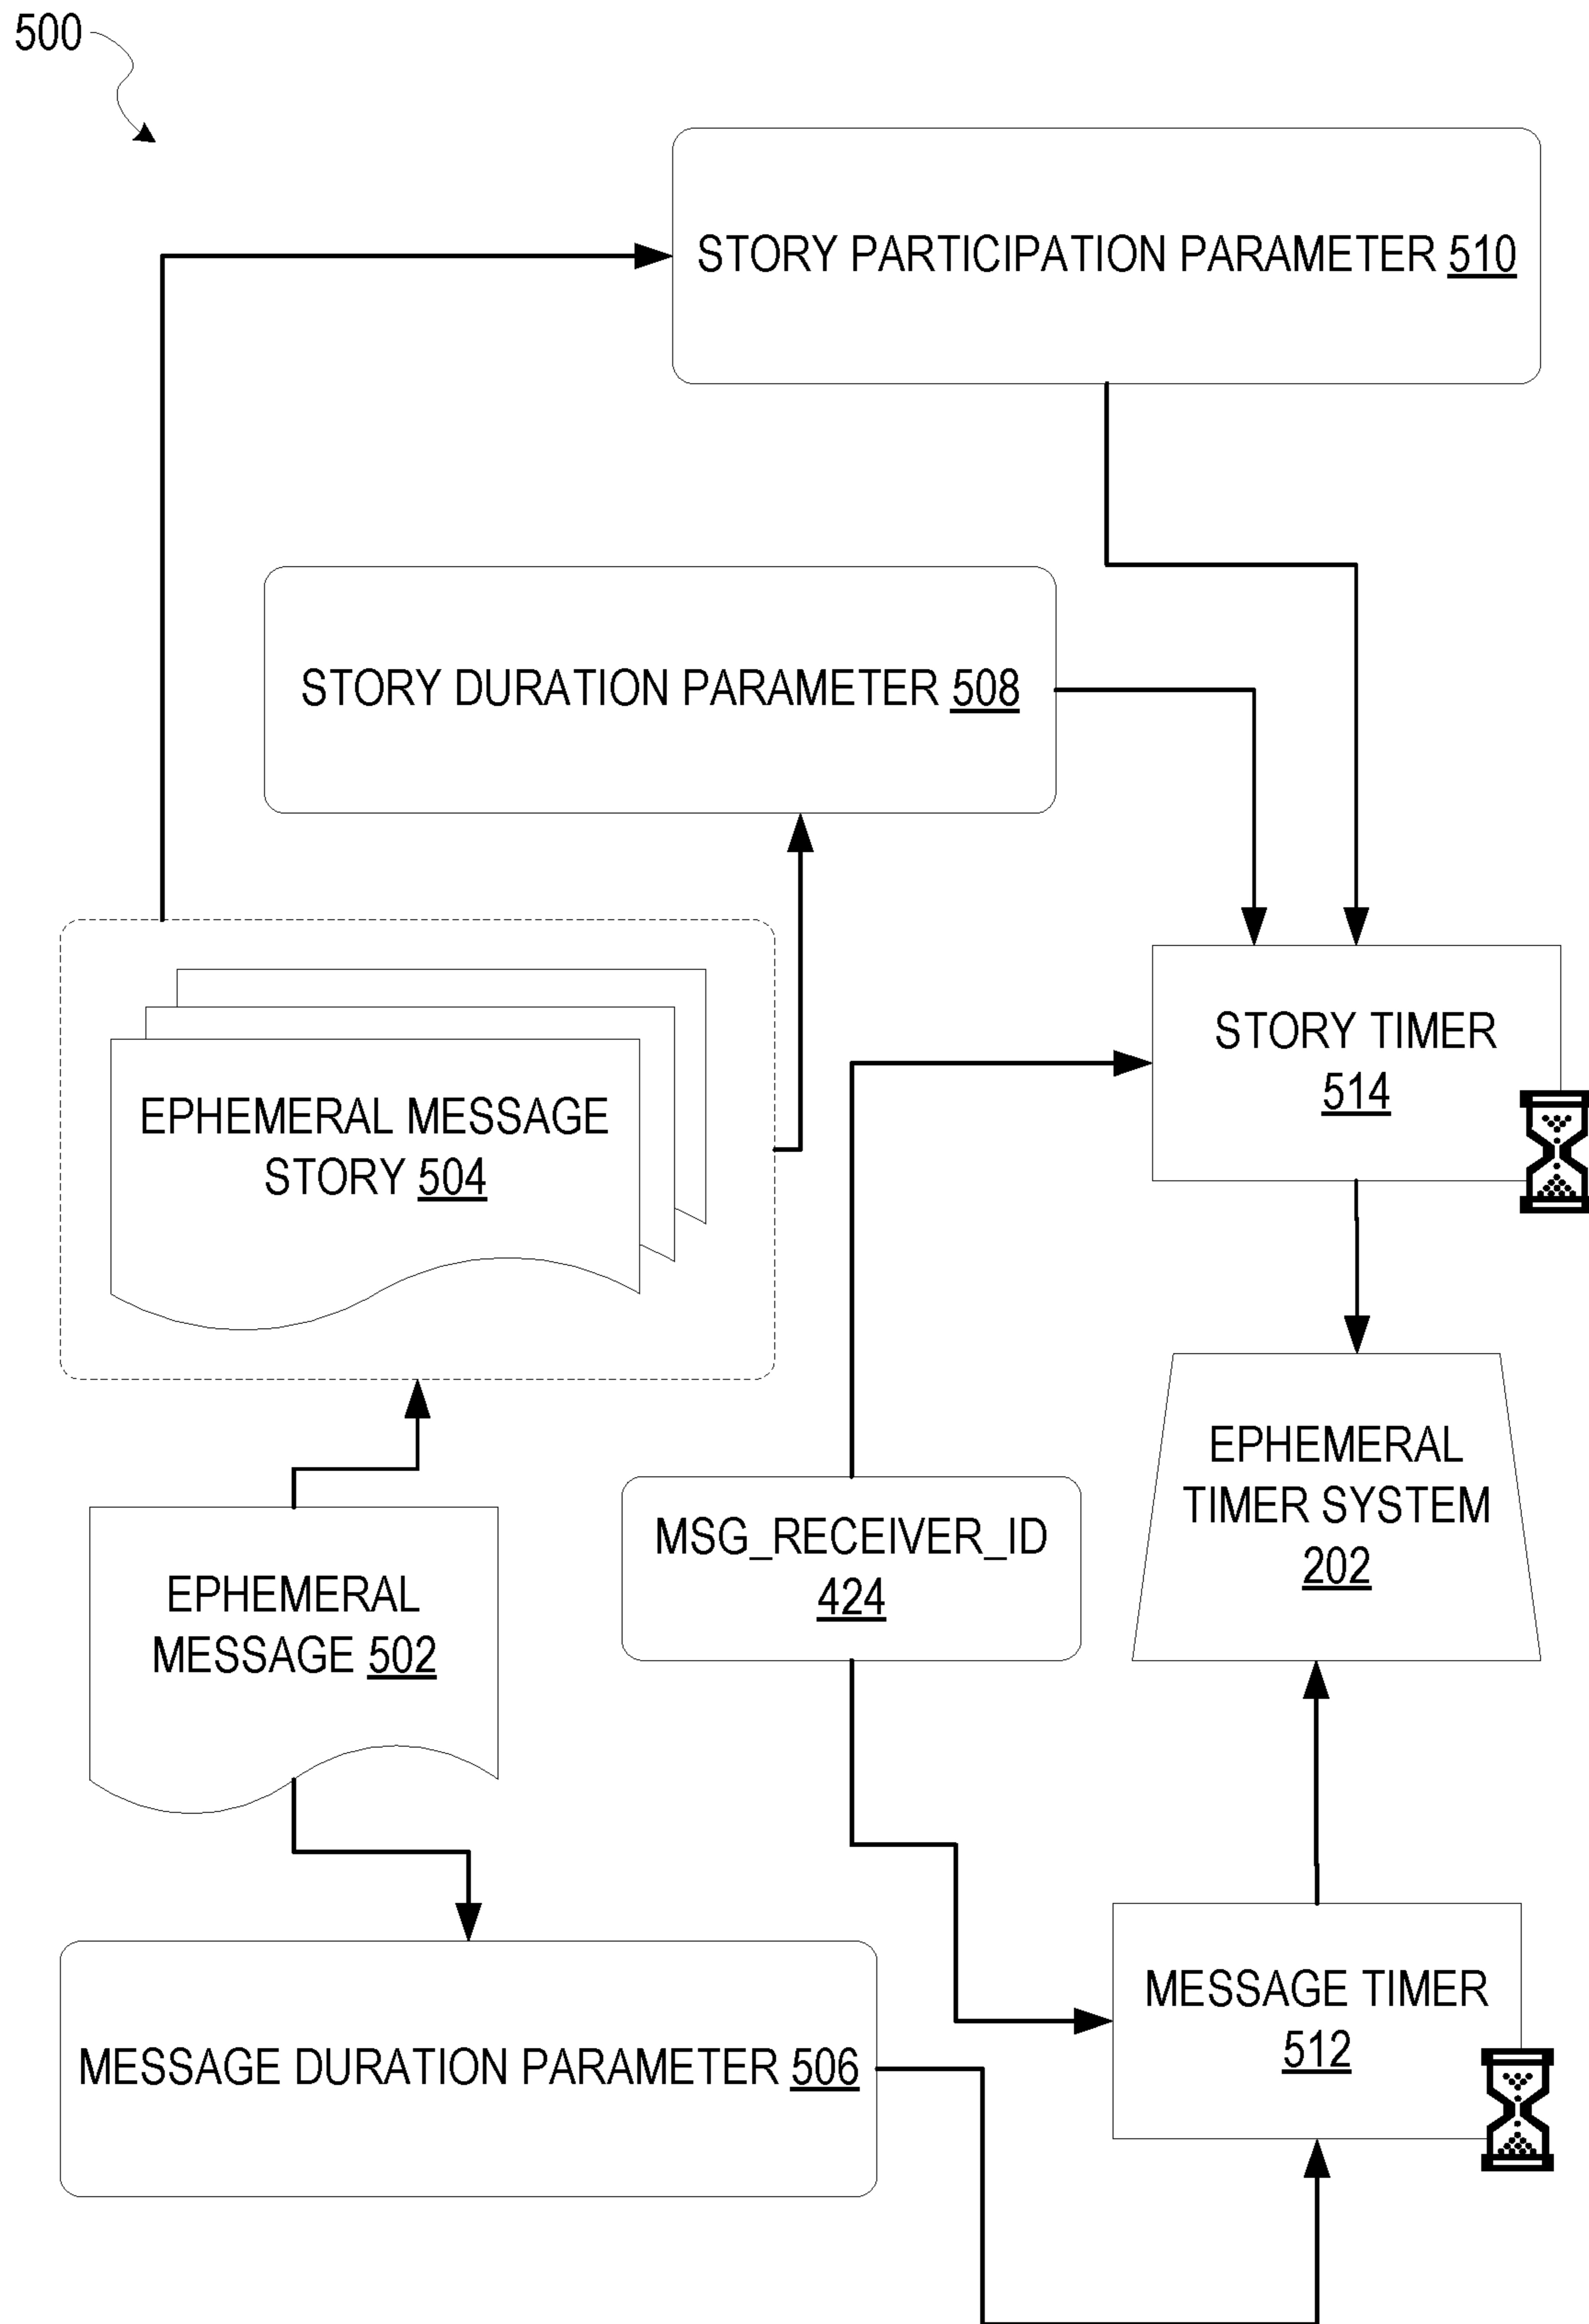 500
STORY PARTICIPATION PARAMETER 510
STORY DURATION PARAMETER 508
STORY TIMER
514
EPHEMERAL MESSAGE
STORY 504
EPHEMERAL
TIMER SYSTEM
202
MSG_RECEIVER_ID
424
EPHEMERAL
MESSAGE 502
MESSAGE TIMER
512
MESSAGE DURATION PARAMETER 506